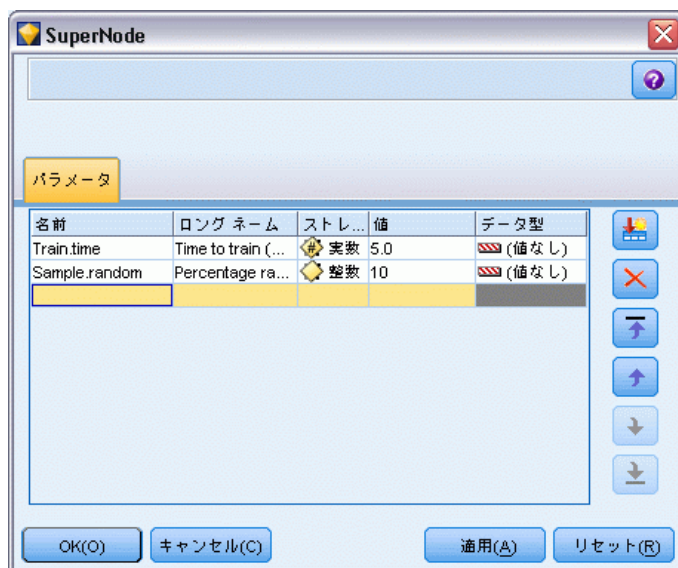 SuperNode
パラメータ
名前 ロング ネーム ストレ... 値 データ型
Train.time Time to train (... 実数 5.0 (値なし)
Sample.random Percentage ra... 整数 10 (値なし)
OK(O) キャンセル(C) 適用(A) リセット(R)